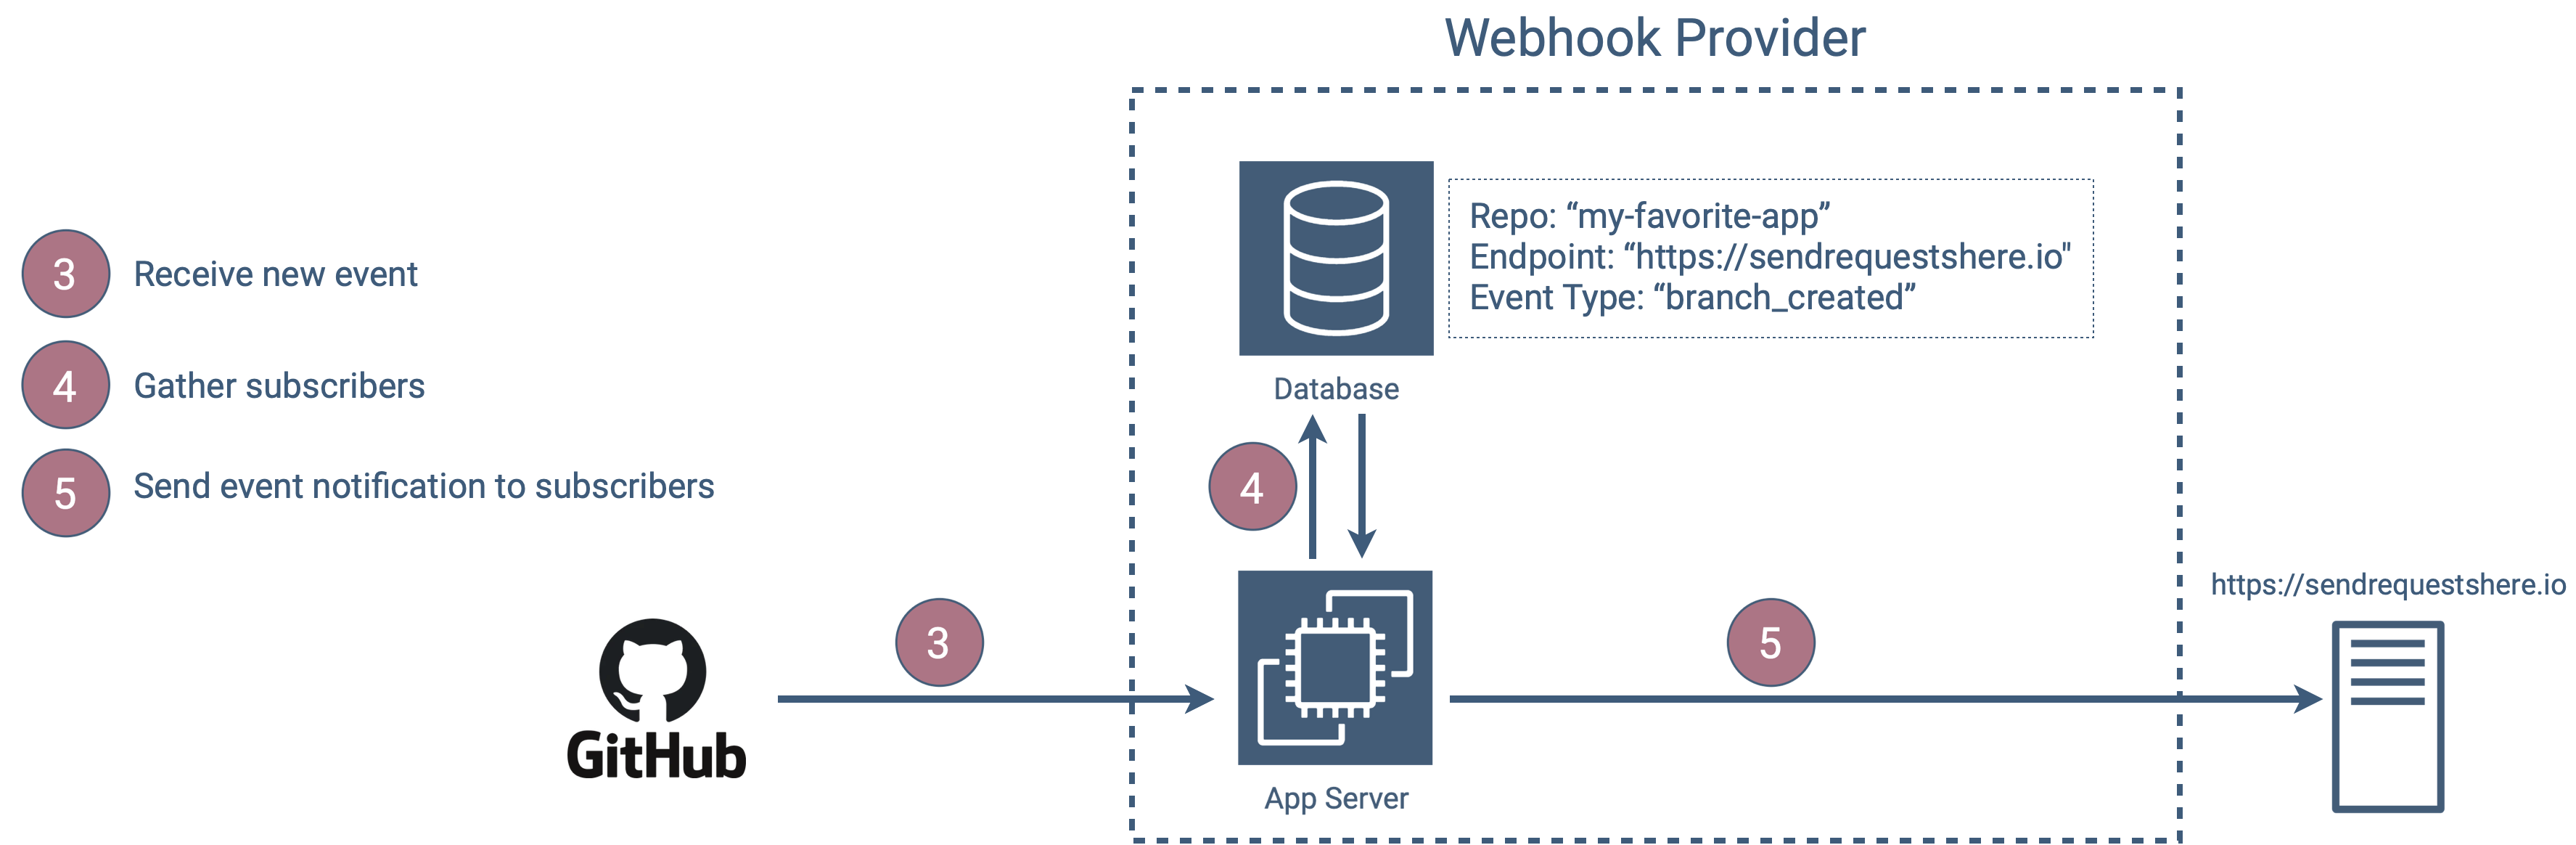 Webhook Provider
3 Receive new event
4 Gather subscribers
5 Send event notification to subscribers
Repo: “my-favorite-app”
Endpoint: “https://sendrequestshere.io"
Event Type: “branch_created”
Database
4
GitHub
3
App Server
5
https://sendrequestshere.io